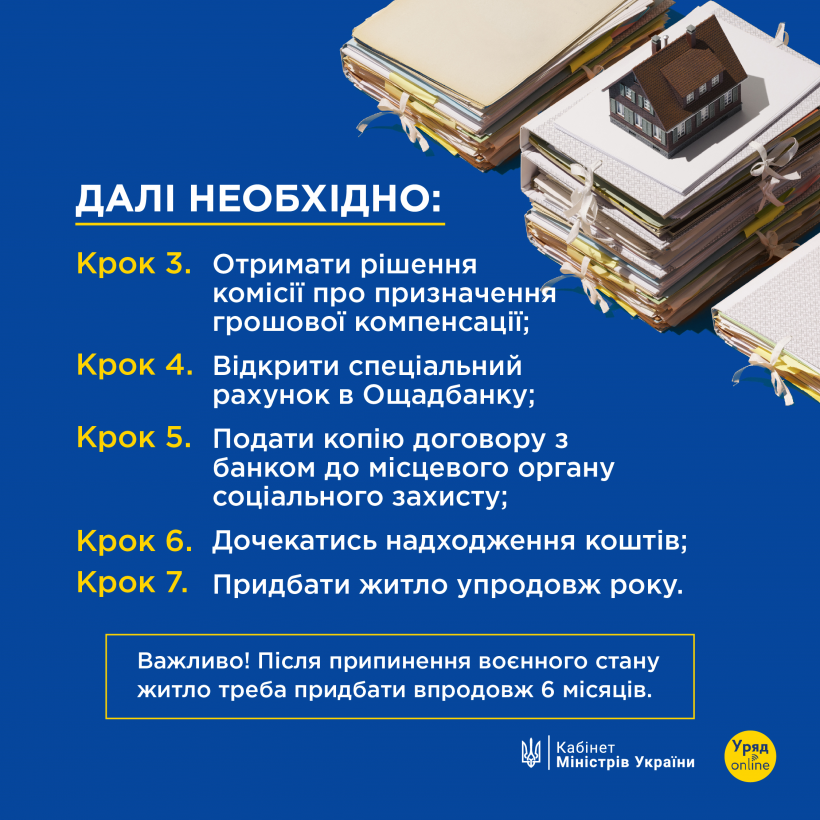 ДАЛІ НЕОБХІДНО:
Крок 3. Отримати рішення
комісії про призначення
грошової компенсації;
Крок 4. Відкрити спеціальний
рахунок в Ощадбанку;
Крок 5. Подати копію договору з
банком до місцевого органу
соціального захисту;
Крок 6. Дочекатись надходження коштів;
Крок 7. Придбати житло упродовж року.
Важливо! Після припинення воєнного стану
житло треба придбати впродовж 6 місяців.
Кабінет
Міністрів України
Уряд
online